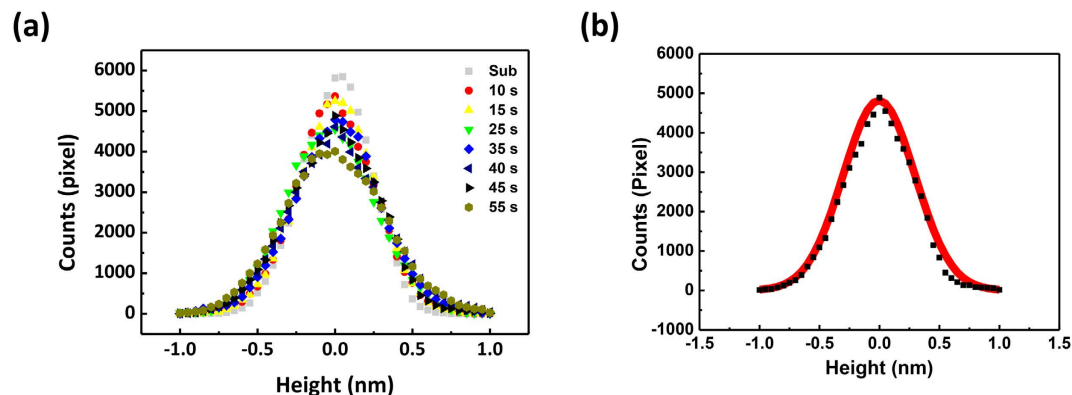 (a)
6000
5000
4000
3000
2000
1000
0
Counts (pixel)
-1.0 -0.5 0.0 0.5 1.0
Height (nm)
Sub
10 s
15 s
25 s
35 s
40 s
45 s
55 s
(b)
6000
5000
4000
3000
2000
1000
0
-1000
Counts (Pixel)
-1.5 -1.0 -0.5 0.0 0.5 1.0 1.5
Height (nm)